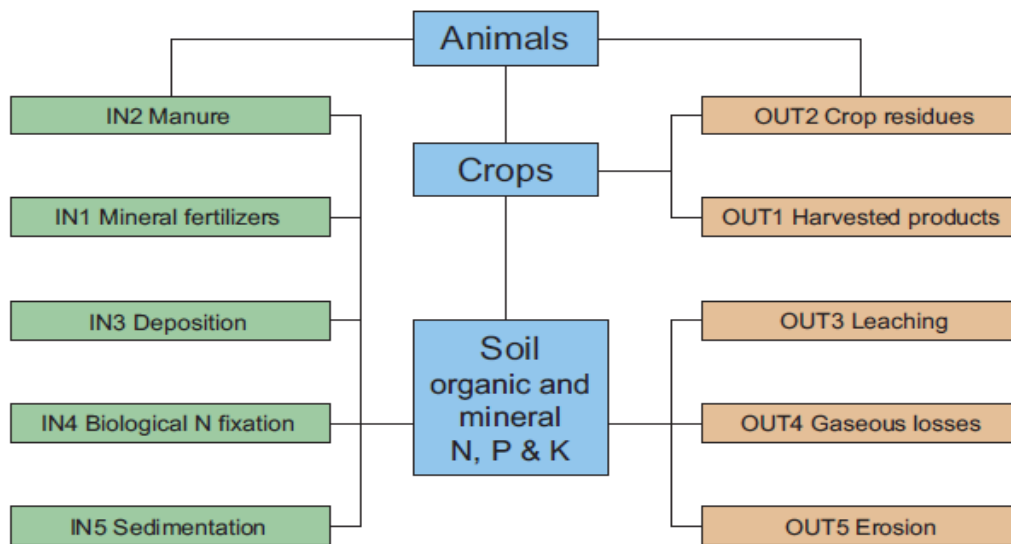 Animals
IN2 Manure
OUT2 Crop residues
Crops
IN1 Mineral fertilizers
OUT1 Harvested products
IN3 Deposition
OUT3 Leaching
Soil
organic and
mineral
N, P & K
IN4 Biological N fixation
OUT4 Gaseous losses
IN5 Sedimentation
OUT5 Erosion